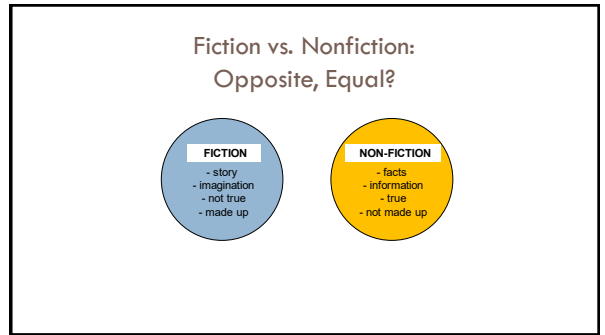 Fiction vs. Nonfiction:
Opposite, Equal?
FICTION
- story
- imagination
- not true
- made up
NON-FICTION
- facts
- information
- true
- not made up